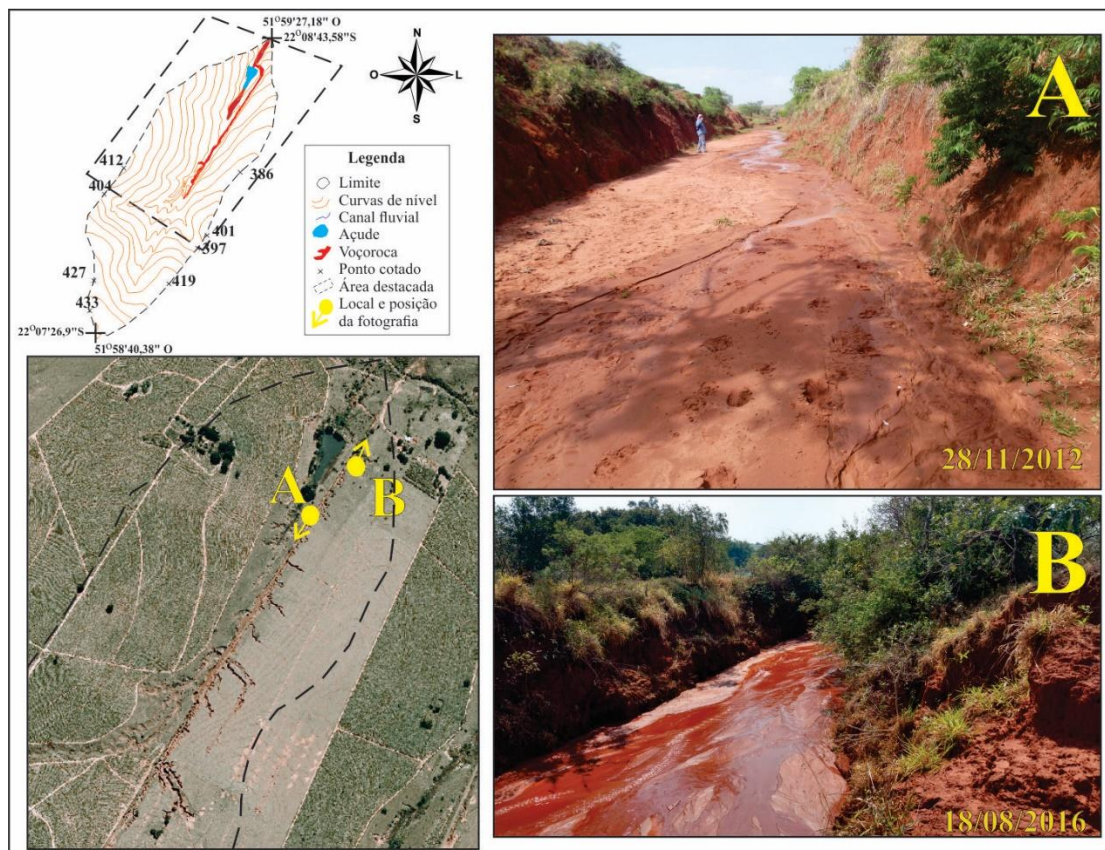 51°59'27,18" O
22°08'43,58"S
N
O
L
S
412
404
386
401
397
427
419
433
22°07'26,9"S
51°58'40,38" O
Legenda
Limite
Curvas de nível
Canal fluvial
Açude
Voçoroca
Ponto cotado
Área destacada
Local e posição
da fotografia
A
28/11/2012
A
B
B
18/08/2016